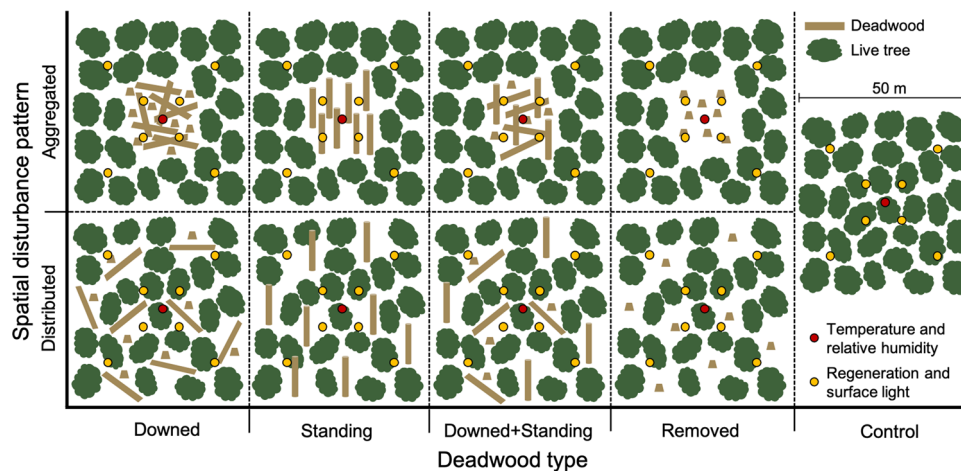 Deadwood
Live tree
50 m
Spatial disturbance pattern
Aggregated
Distributed
Temperature and
relative humidity
Regeneration and
surface light
Downed
Standing
Downed+Standing
Removed
Control
Deadwood type